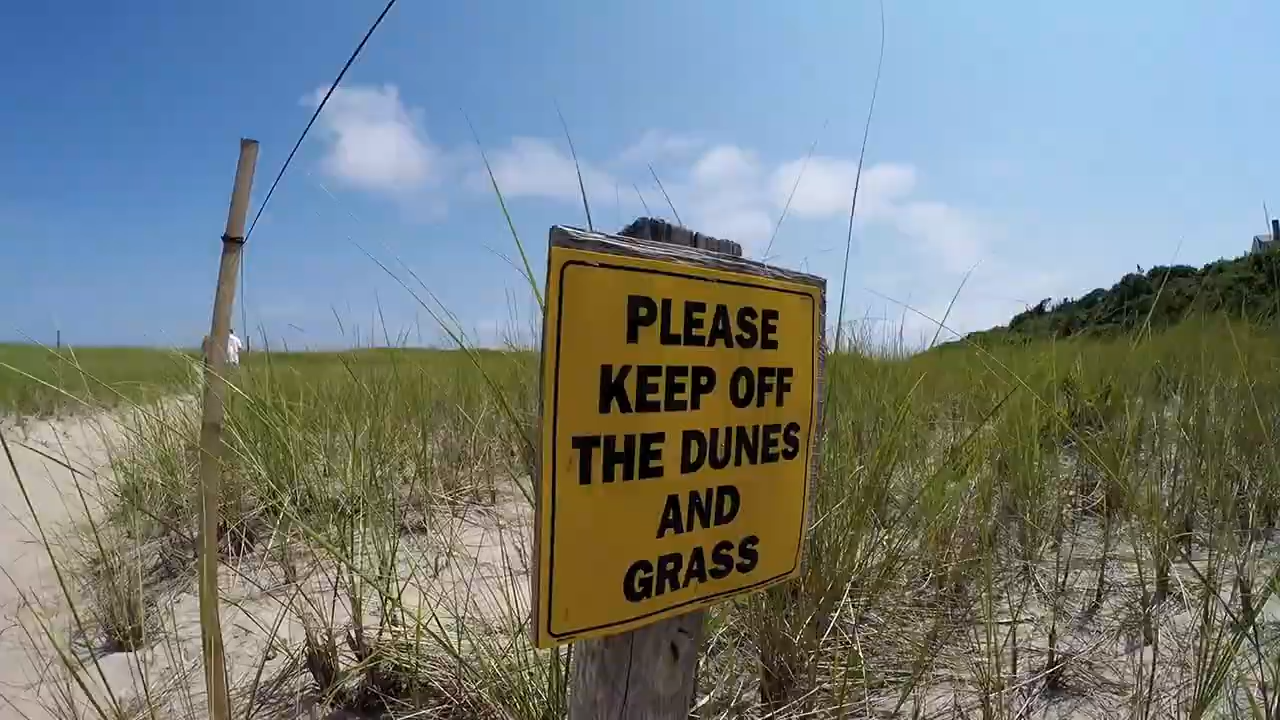 PLEASE
KEEP OFF
THE DUNES
AND
GRASS